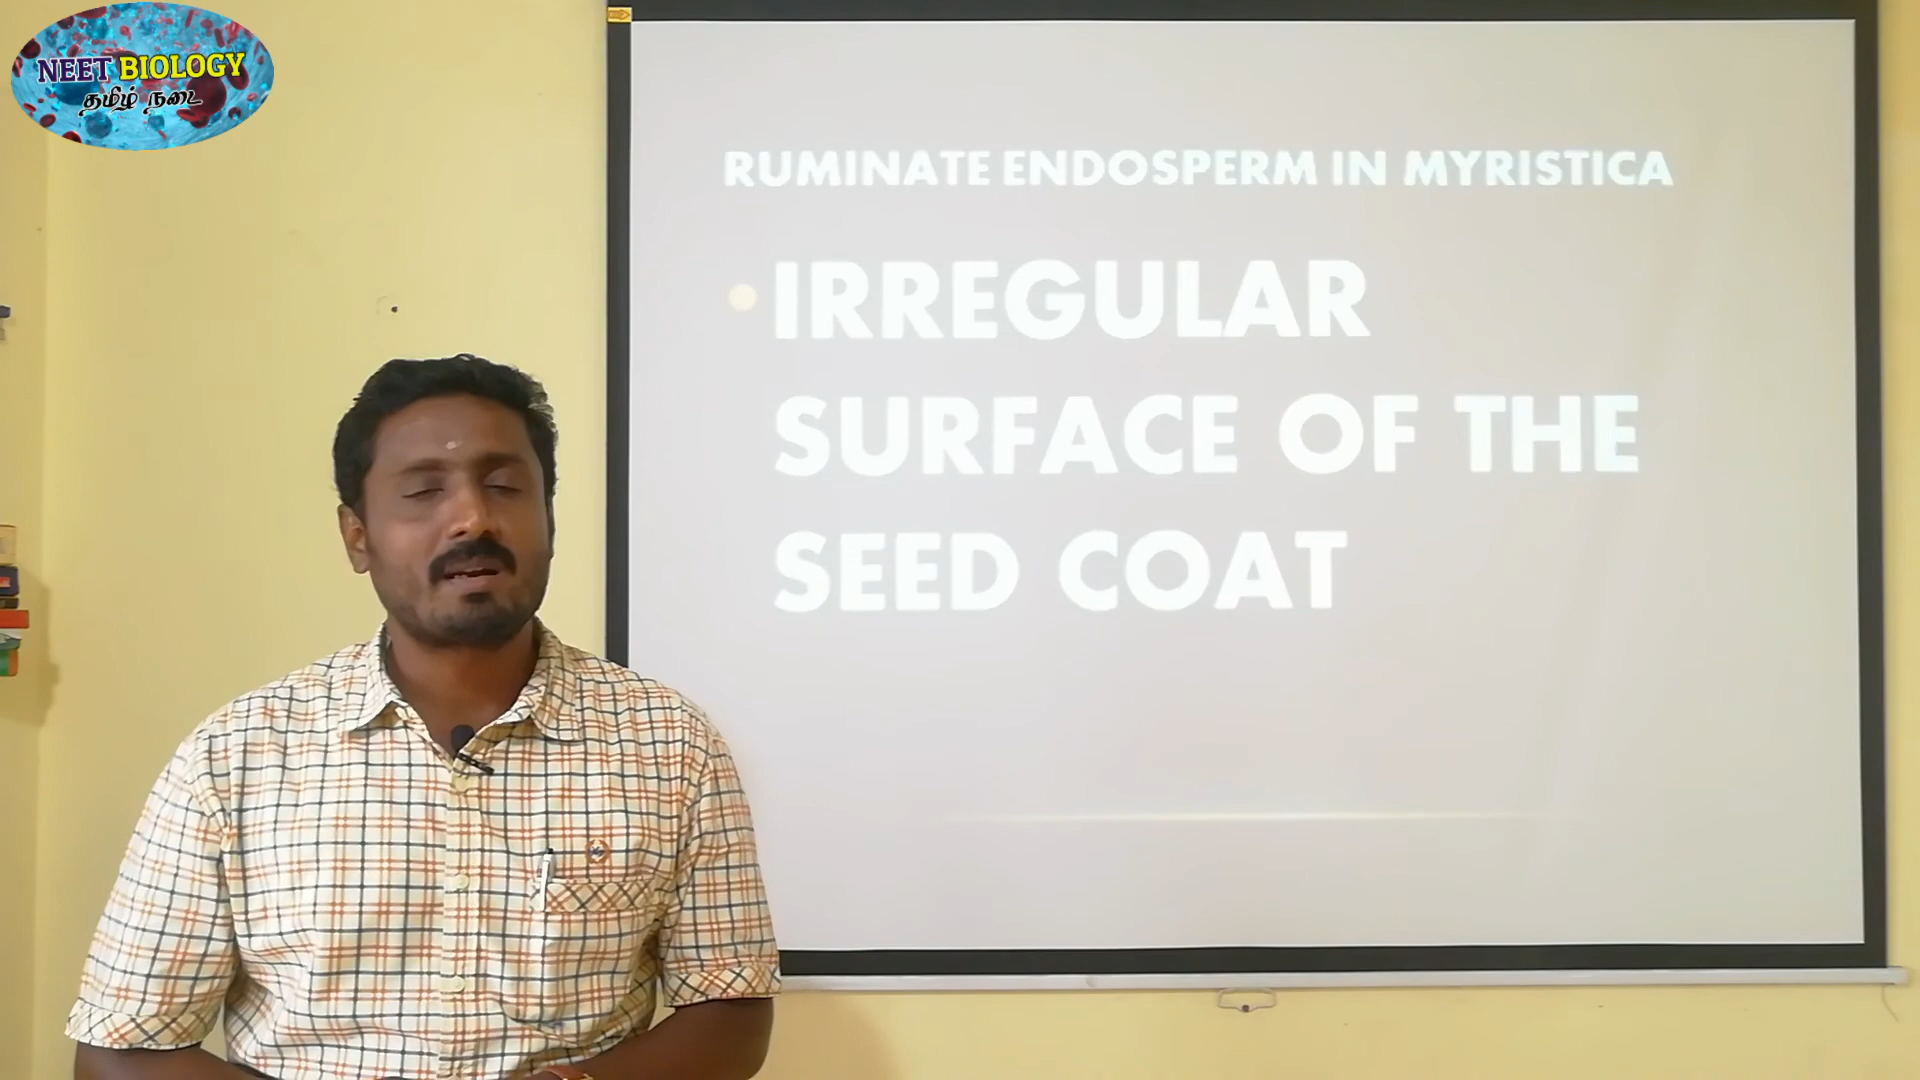 NEET BIOLOGY
தமிழ் நடை
RUMINATE ENDOSPERM IN MYRISTICA
IRREGULAR
SURFACE OF THE
SEED COAT